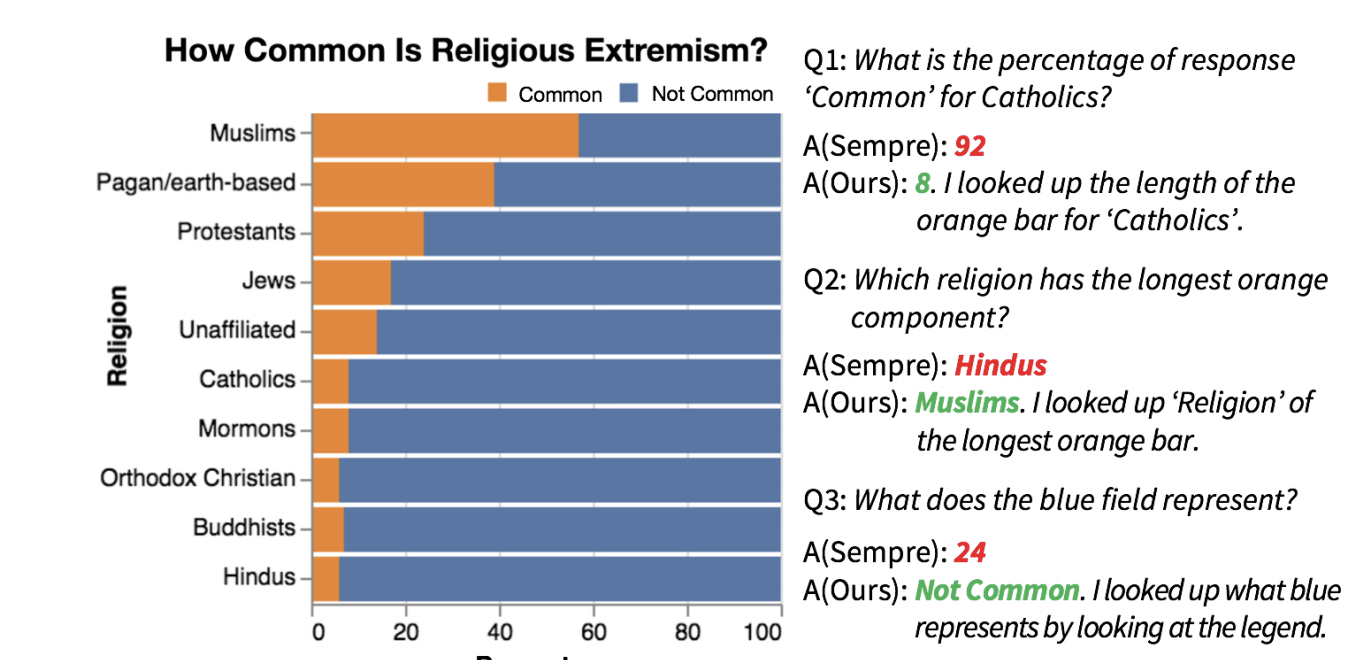 How Common Is Religious Extremism?
Common
Not Common
Religion
Muslims
Pagan/earth-based
Protestants
Jews
Unaffiliated
Catholics
Mormons
Orthodox Christian
Buddhists
Hindus
0 20 40 60 80 100
Q1: What is the percentage of response
‘Common’ for Catholics?
A(Sempre): 92
A(Ours): 8. I looked up the length of the
orange bar for ‘Catholics’.
Q2: Which religion has the longest orange
component?
A(Sempre): Hindus
A(Ours): Muslims. I looked up ‘Religion’ of
the longest orange bar.
Q3: What does the blue field represent?
A(Sempre): 24
A(Ours): Not Common. I looked up what blue
represents by looking at the legend.